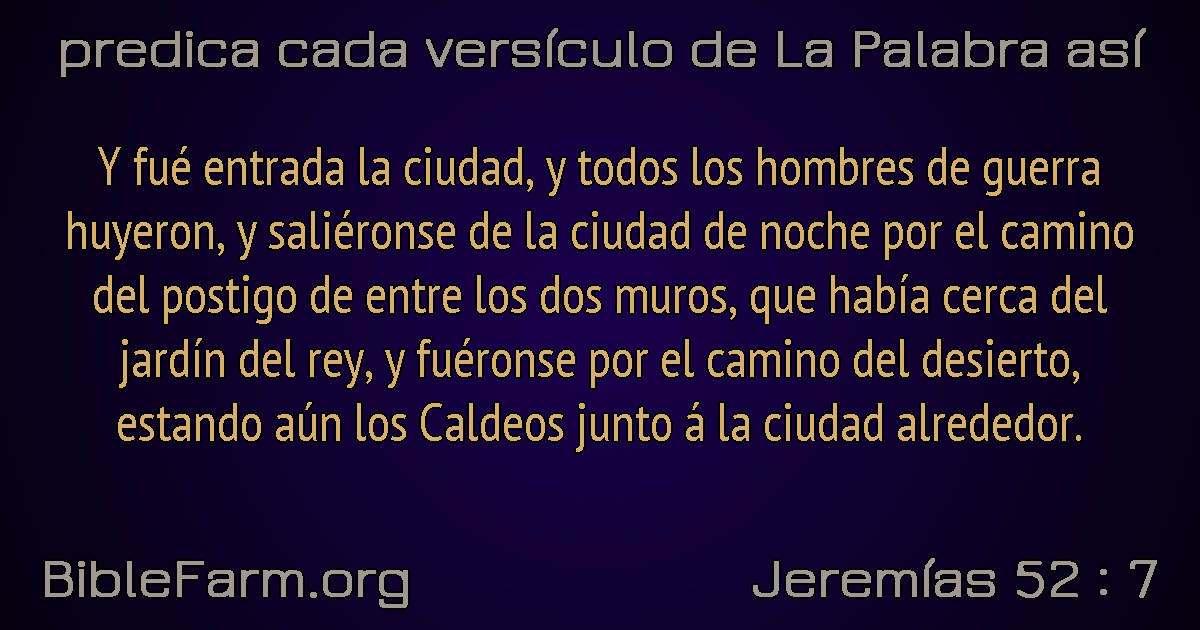 predica cada versículo de La Palabra así
Y fué entrada la ciudad, y todos los hombres de guerra
huyeron, y saliéronse de la ciudad de noche por el camino
del postigo de entre los dos muros, que había cerca del
jardín del rey, y fuéronse por el camino del desierto,
estando aún los Caldeos junto á la ciudad alrededor.
BibleFarm.org
Jeremías 52 : 7